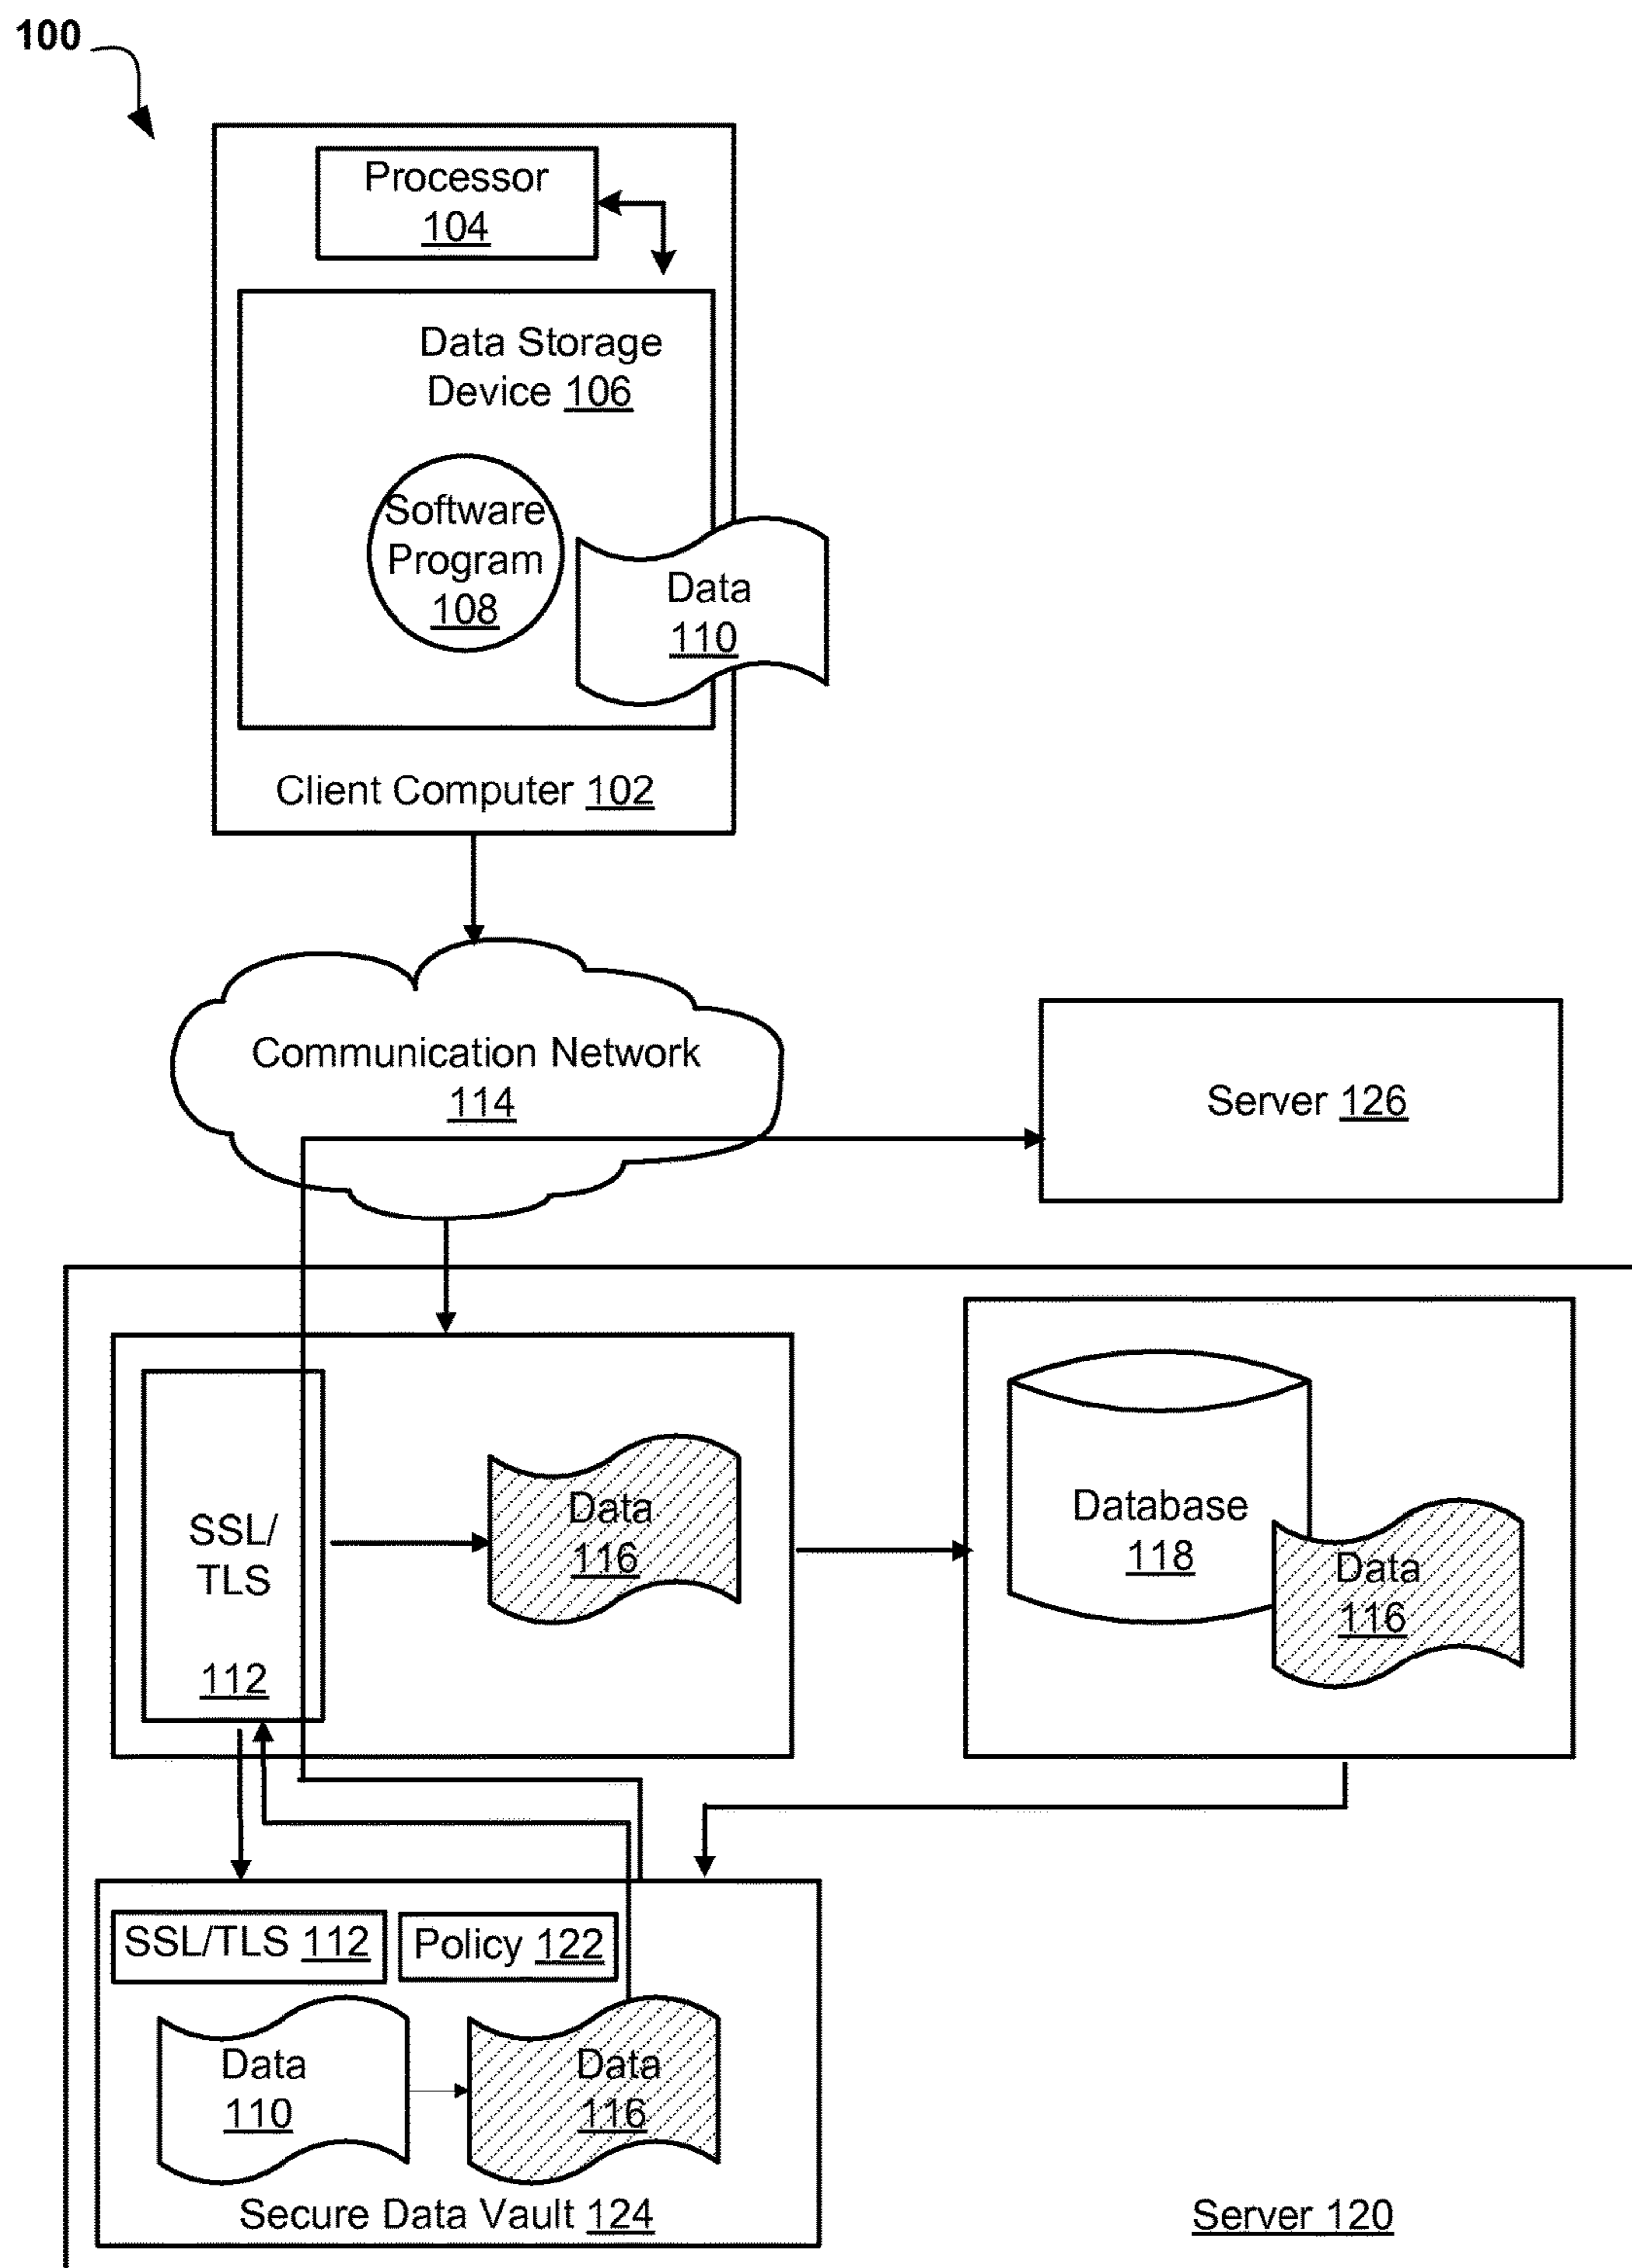 100
Processor
104
Data Storage
Device 106
Software
Program
108
Data
110
Client Computer 102
Communication Network
114
Server 126
SSL/
TLS
112
Data
116
Database
118
Data
116
SSL/TLS 112
Policy 122
Data
110
Data
116
Secure Data Vault 124
Server 120